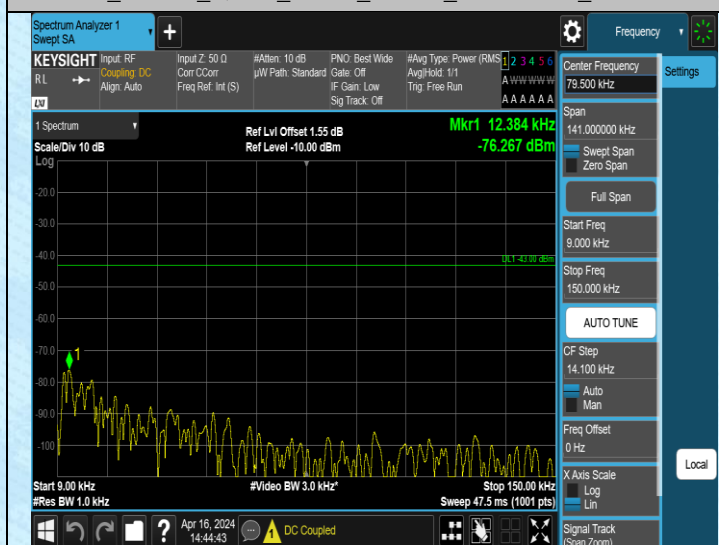 Spectrum Analyzer 1
Swept SA
+
Frequency
KEYSIGHT
RL
LXI
Input: RF
Coupling: DC
Align: Auto
Input Z: 50 Ω
Corr CCorr
Freq Ref: Int (S)
#Atten: 10 dB
µW Path: Standard
PNO: Best Wide
Gate: Off
IF Gain: Low
Sig Track: Off
#Avg Type: Power (RMS
Avg|Hold: 1/1
Trig: Free Run
1 2 3 4 5 6
A W W W W W
A A A A A A
1 Spectrum
Scale/Div 10 dB
Log
Ref Lvl Offset 1.55 dB
Ref Level -10.00 dBm
Mkr1 12.384 kHz
-76.267 dBm
-20.0
-30.0
-40.0
DL1 -43.00 dBm
-50.0
-60.0
-70.0
1
-80.0
-90.0
-100
Start 9.00 kHz
#Res BW 1.0 kHz
#Video BW 3.0 kHz*
Stop 150.00 kHz
Sweep 47.5 ms (1001 pts)
Center Frequency
79.500 kHz
Settings
Span
141.000000 kHz
Swept Span
Zero Span
Full Span
Start Freq
9.000 kHz
Stop Freq
150.000 kHz
AUTO TUNE
CF Step
14.100 kHz
Auto
Man
Freq Offset
0 Hz
X Axis Scale
Log
Lin
Local
Signal Track
(Span Zoom)
?
Apr 16, 2024
14:44:43
1
DC Coupled